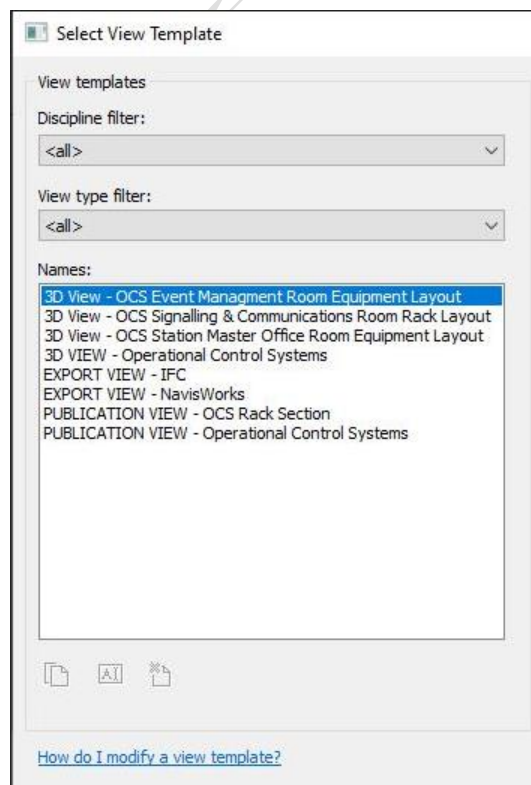 Select View Template
View templates
Discipline filter:
<all>
View type filter:
<all>
Names:
3D View - OCS Event Managment Room Equipment Layout
3D View - OCS Signalling & Communications Room Rack Layout
3D View - OCS Station Master Office Room Equipment Layout
3D VIEW - Operational Control Systems
EXPORT VIEW - IFC
EXPORT VIEW - NavisWorks
PUBLICATION VIEW - OCS Rack Section
PUBLICATION VIEW - Operational Control Systems
AI
How do I modify a view template?